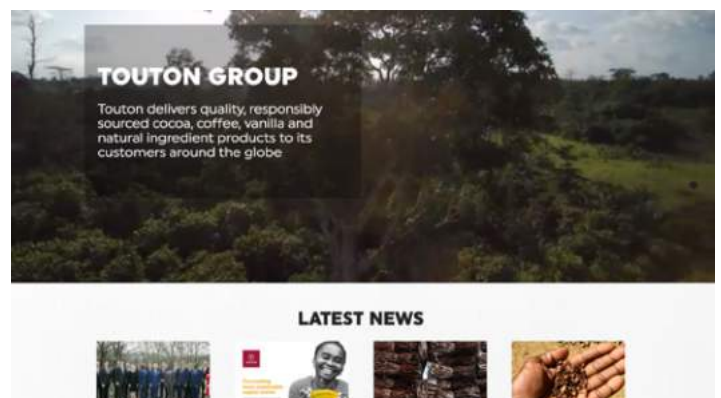 TOUTON GROUP
Touton delivers quality, responsibly
sourced cocoa, coffee, vanilla and
natural ingredient products to its
customers around the globe
LATEST NEWS